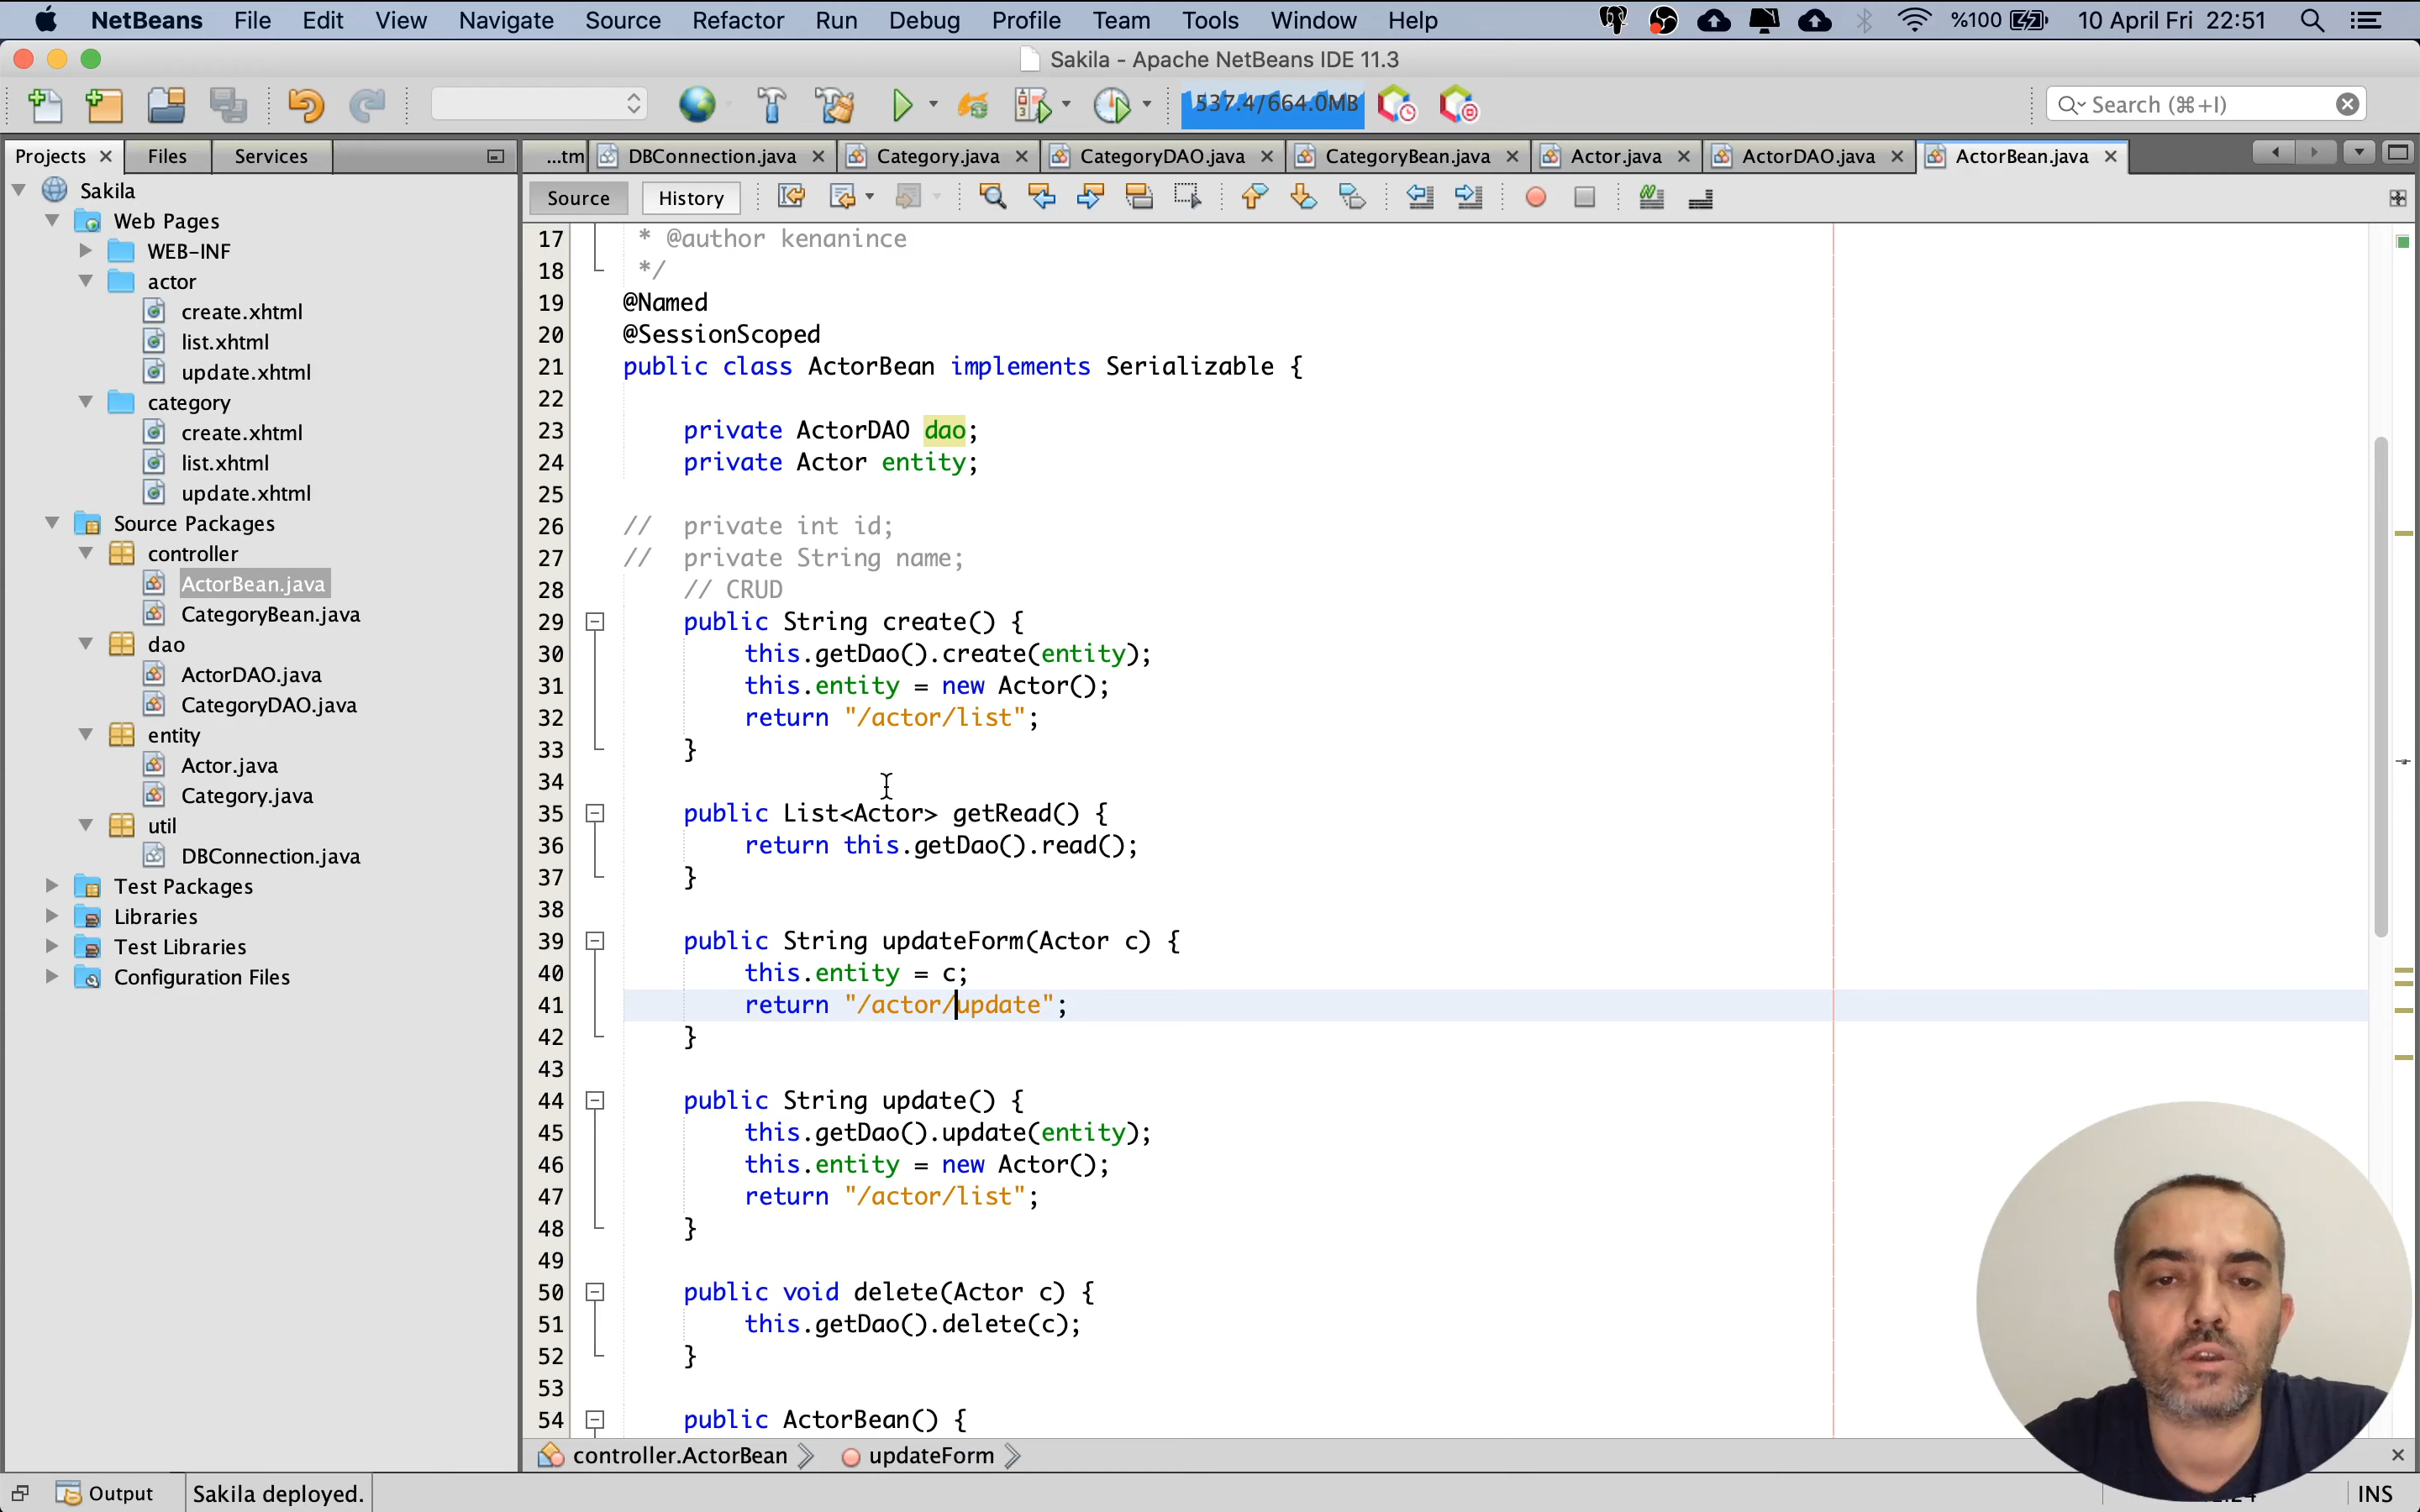 NetBeans File Edit View Navigate Source Refactor Run Debug Profile Team Tools Window Help %100 10 April Fri 22:51
Sakila - Apache NetBeans IDE 11.3
537.4/664.0MB Search (⌘+I)
Projects Files Services
...tm DBConnection.java Category.java CategoryDAO.java CategoryBean.java Actor.java ActorDAO.java ActorBean.java
Source History
Sakila
Web Pages
WEB-INF
actor
create.xhtml
list.xhtml
update.xhtml
category
create.xhtml
list.xhtml
update.xhtml
Source Packages
controller
ActorBean.java
CategoryBean.java
dao
ActorDAO.java
CategoryDAO.java
entity
Actor.java
Category.java
util
DBConnection.java
Test Packages
Libraries
Test Libraries
Configuration Files
17 * @author kenanince
18 */
19 @Named
20 @SessionScoped
21 public class ActorBean implements Serializable {
22
23 private ActorDAO dao;
24 private Actor entity;
25
26 // private int id;
27 // private String name;
28 // CRUD
29 public String create() {
30 this.getDao().create(entity);
31 this.entity = new Actor();
32 return "/actor/list";
33 }
34
35 public List<Actor> getRead() {
36 return this.getDao().read();
37 }
38
39 public String updateForm(Actor c) {
40 this.entity = c;
41 return "/actor/update";
42 }
43
44 public String update() {
45 this.getDao().update(entity);
46 this.entity = new Actor();
47 return "/actor/list";
48 }
49
50 public void delete(Actor c) {
51 this.getDao().delete(c);
52 }
53
54 public ActorBean() {
controller.ActorBean updateForm
Output Sakila deployed. INS